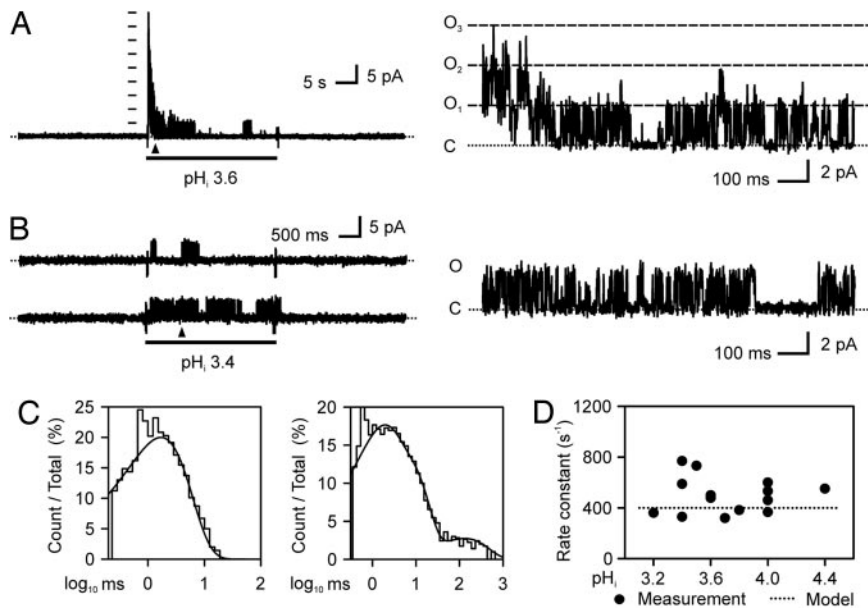 A
5 s
5 pA
pHi 3.6
O3
O2
O1
C
100 ms
2 pA
B
500 ms
5 pA
pHi 3.4
O
C
100 ms
2 pA
C
Count / Total (%)
25
20
15
10
5
0
log10 ms
0
1
2
Count / Total (%)
20
15
10
5
0
log10 ms
0
1
2
3
D
Rate constant (s⁻¹)
1200
800
400
0
pHi
3.2
3.6
4.0
4.4
Measurement
Model